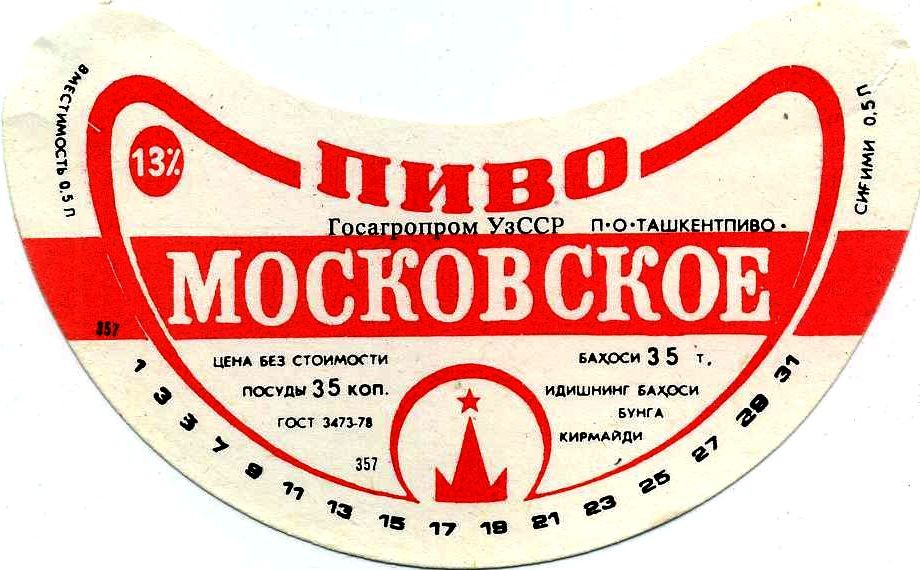 ВМЕСТИМОСТЬ 0.5 Л
СИҒИМИ 0,5 Л
13%
ПИВО
Госагропром УзССР П·О·ТАШКЕНТПИВО·
МОСКОВСКОЕ
357
ЦЕНА БЕЗ СТОИМОСТИ
ПОСУДЫ 35 КОП.
ГОСТ 3473-78
357
БАҲОСИ 35 Т.
ИДИШНИНГ БАҲОСИ
БУНГА
КИРМАЙДИ
1 3 3 7 9 11 13 15 17 19 21 23 25 27 29 31